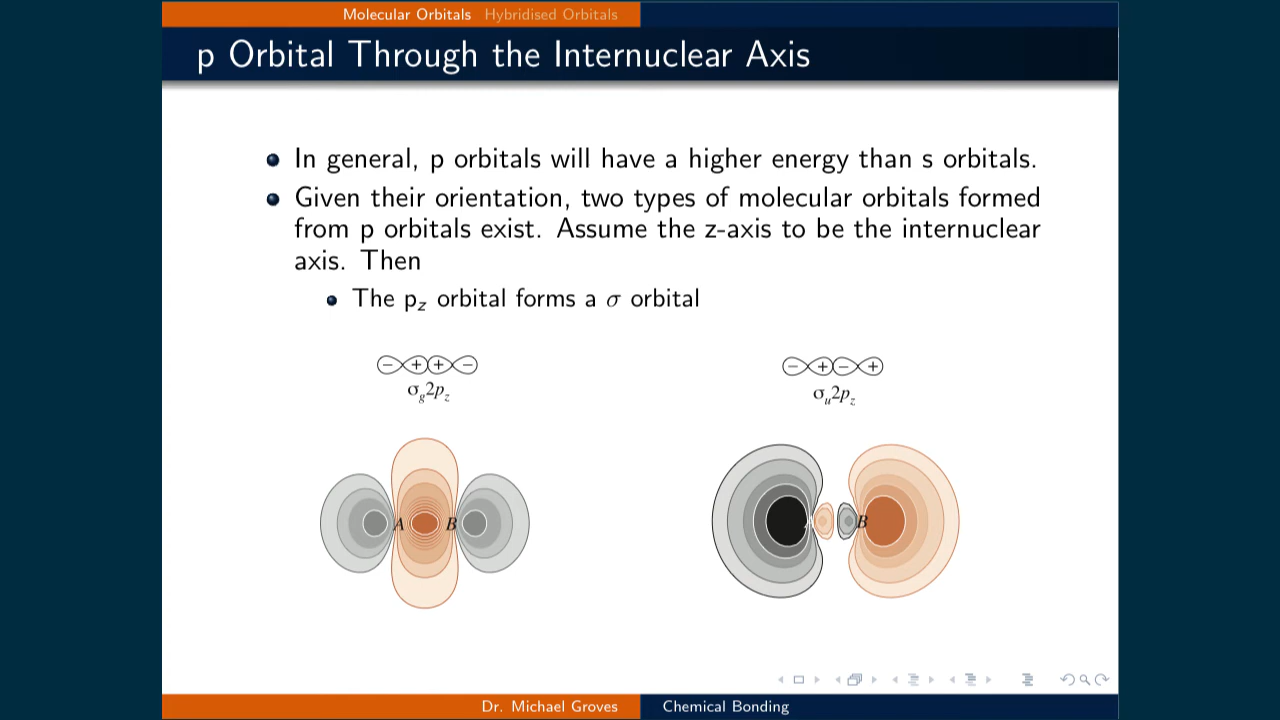 Molecular Orbitals Hybridised Orbitals
p Orbital Through the Internuclear Axis
In general, p orbitals will have a higher energy than s orbitals.
Given their orientation, two types of molecular orbitals formed
from p orbitals exist. Assume the z-axis to be the internuclear
axis. Then
The p_z orbital forms a σ orbital
− + + −
σ_g2p_z
− + − +
σ_u2p_z
A B
B
Dr. Michael Groves
Chemical Bonding